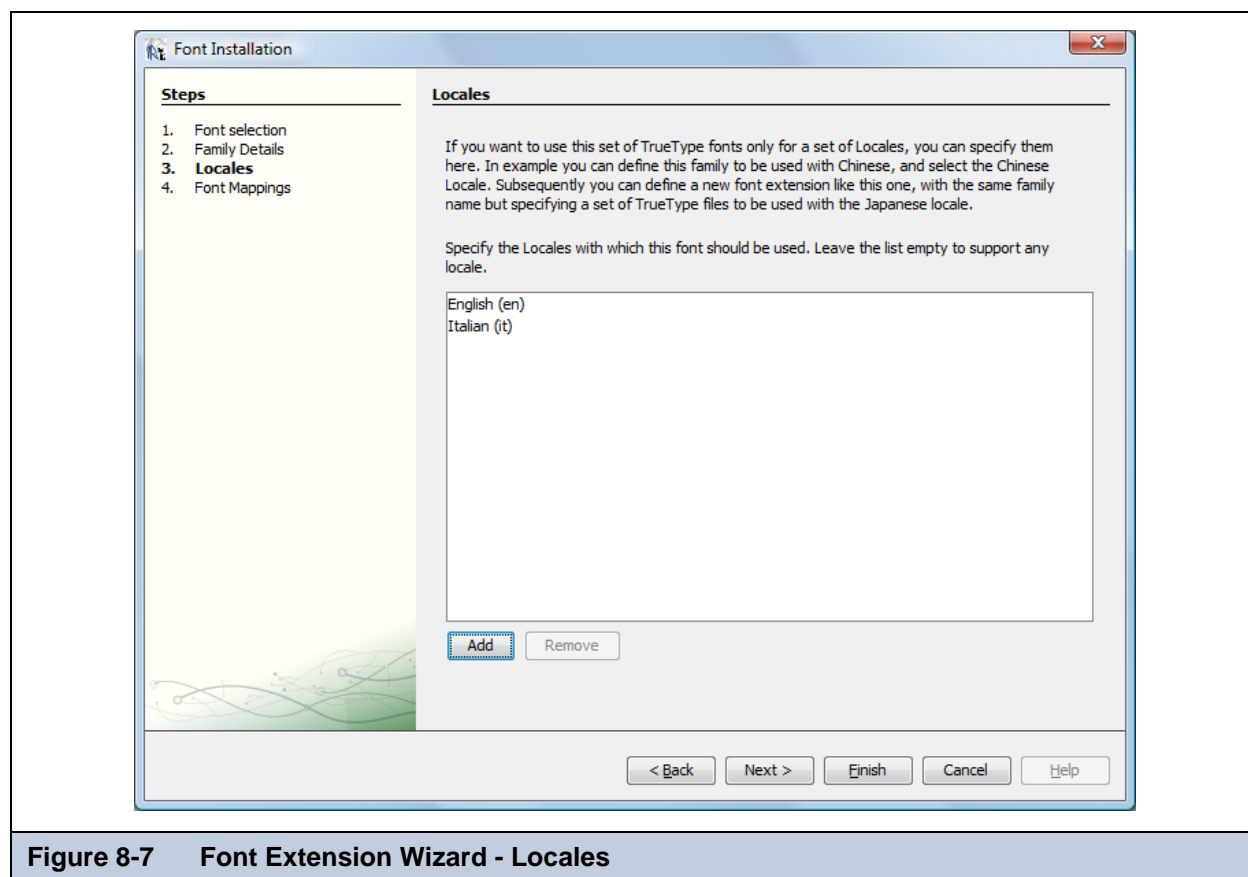 Font Installation
Steps
1. Font selection
2. Family Details
3. Locales
4. Font Mappings
Locales
If you want to use this set of TrueType fonts only for a set of Locales, you can specify them
here. In example you can define this family to be used with Chinese, and select the Chinese
Locale. Subsequently you can define a new font extension like this one, with the same family
name but specifying a set of TrueType files to be used with the Japanese locale.
Specify the Locales with which this font should be used. Leave the list empty to support any
locale.
English (en)
Italian (it)
Add Remove
< Back Next > Finish Cancel Help
Figure 8-7 Font Extension Wizard - Locales